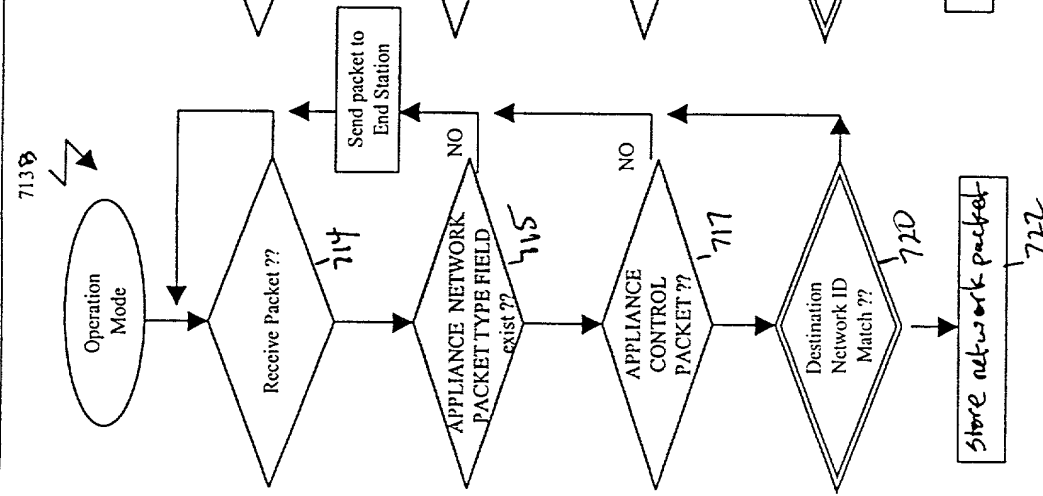 713B
Operation
Mode
Receive Packet ??
714
Send packet to
End Station
APPLIANCE NETWORK
PACKET TYPE FIELD
exist ??
NO
715
APPLIANCE
CONTROL
PACKET ??
NO
717
Destination
Network ID
Match ??
720
Store network packet
722